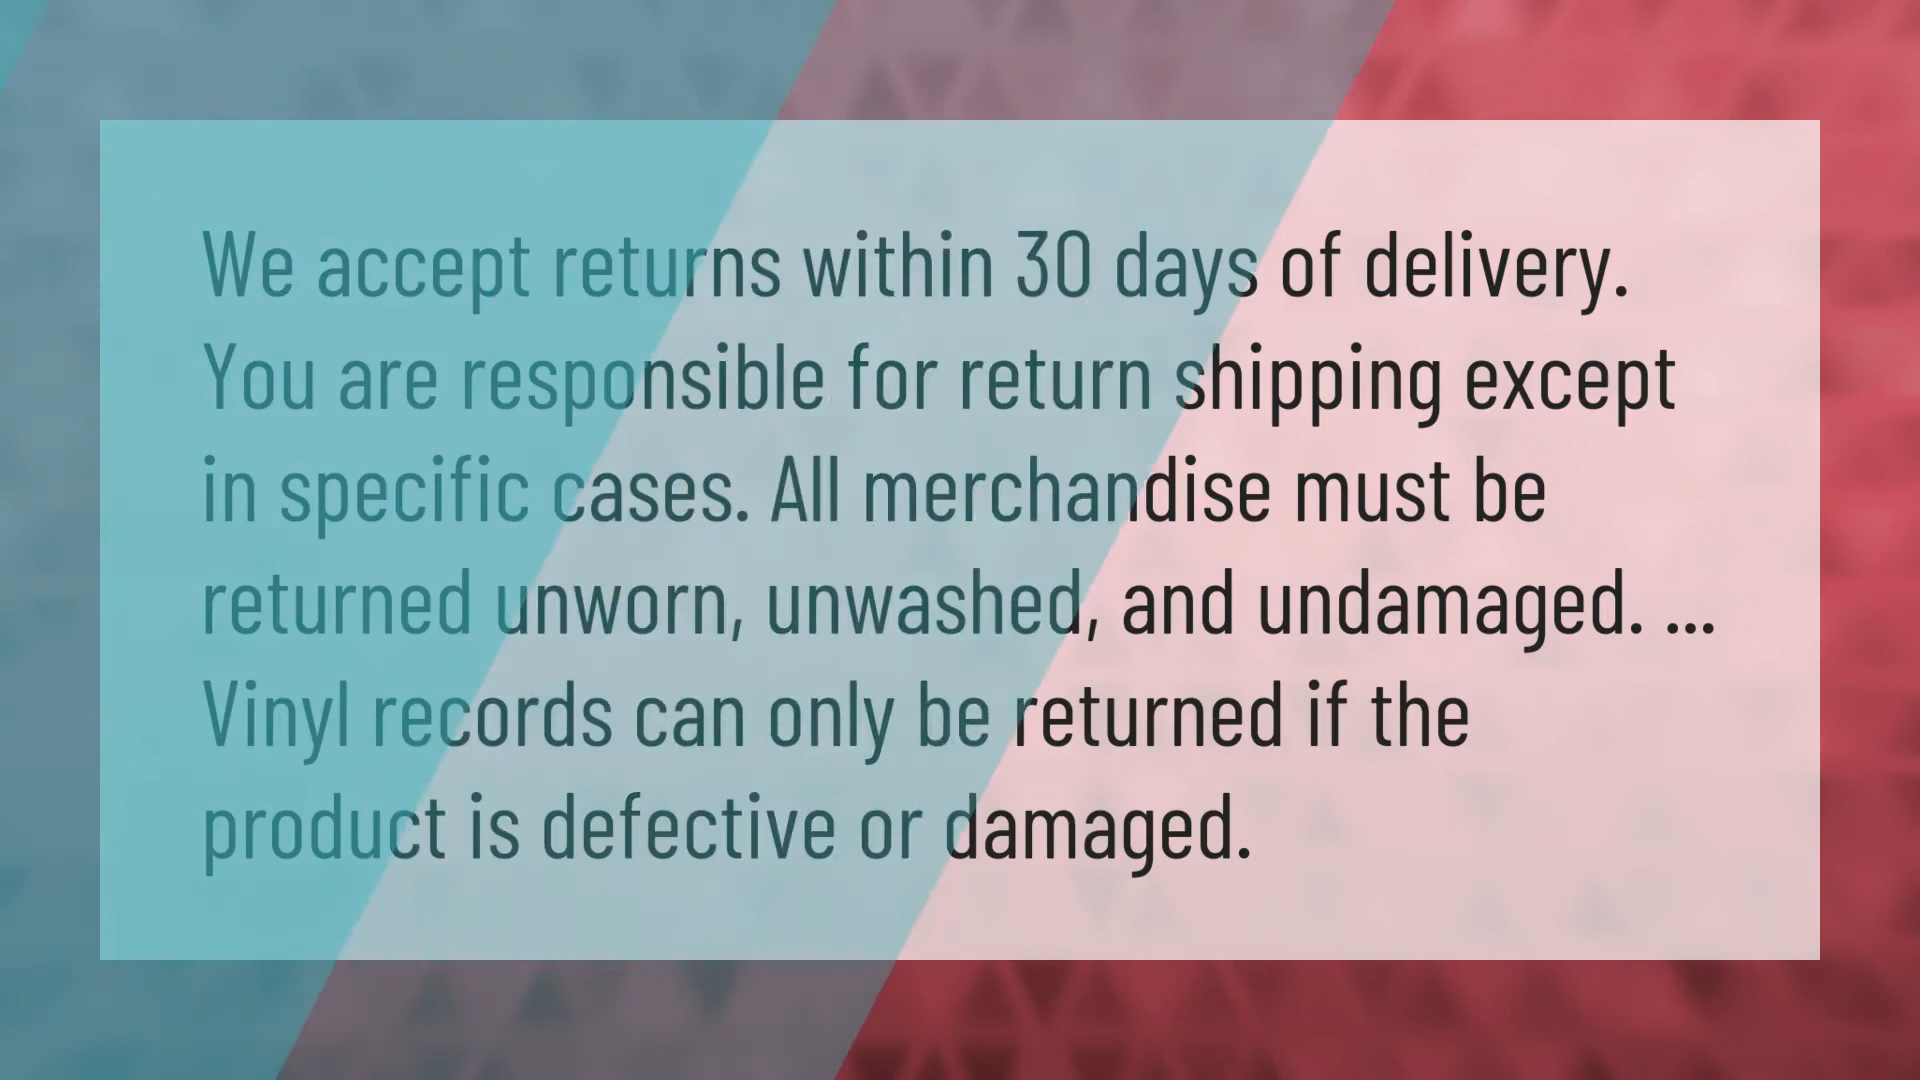 We accept returns within 30 days of delivery.
You are responsible for return shipping except
in specific cases. All merchandise must be
returned unworn, unwashed, and undamaged. ...
Vinyl records can only be returned if the
product is defective or damaged.